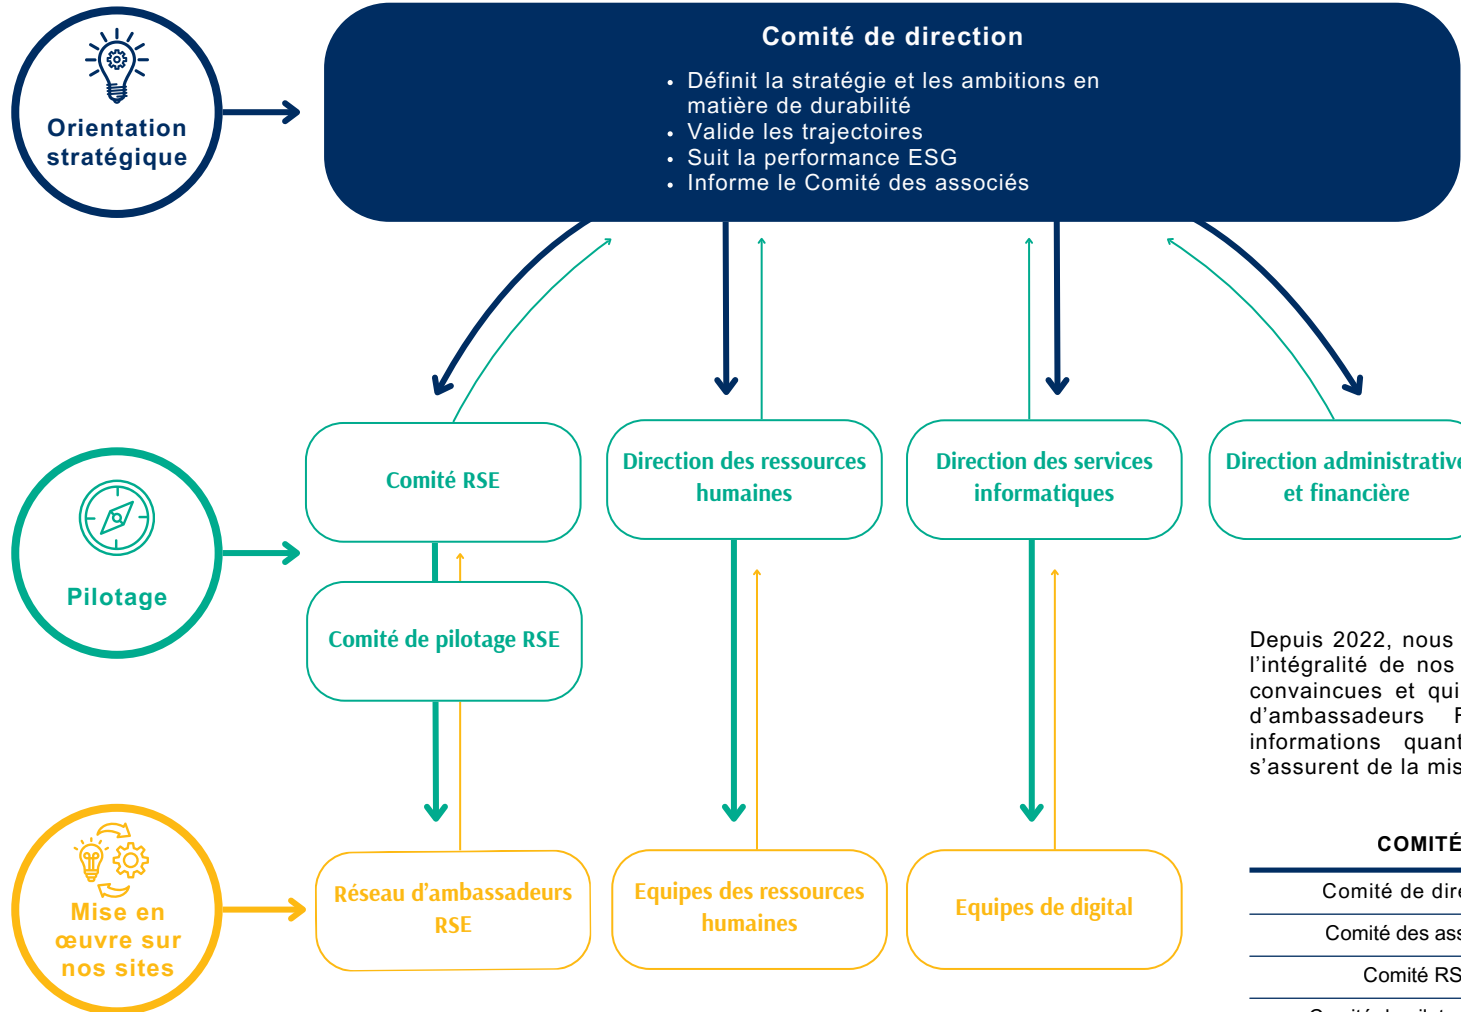 Comité de direction
• Définit la stratégie et les ambitions en
matière de durabilité
• Valide les trajectoires
• Suit la performance ESG
• Informe le Comité des associés
Orientation
stratégique
Comité RSE
Direction des ressources
humaines
Direction des services
informatiques
Direction administrative
et financière
Pilotage
Comité de pilotage RSE
Depuis 2022, nous
l’intégralité de nos
convaincues et qui
d'ambassadeurs
informations quant
s’assurent de la mis
Réseau d’ambassadeurs
RSE
Equipes des ressources
humaines
Equipes de digital
Mise en
œuvre sur
nos sites
COMITÉ
Comité de dire
Comité des ass
Comité RS